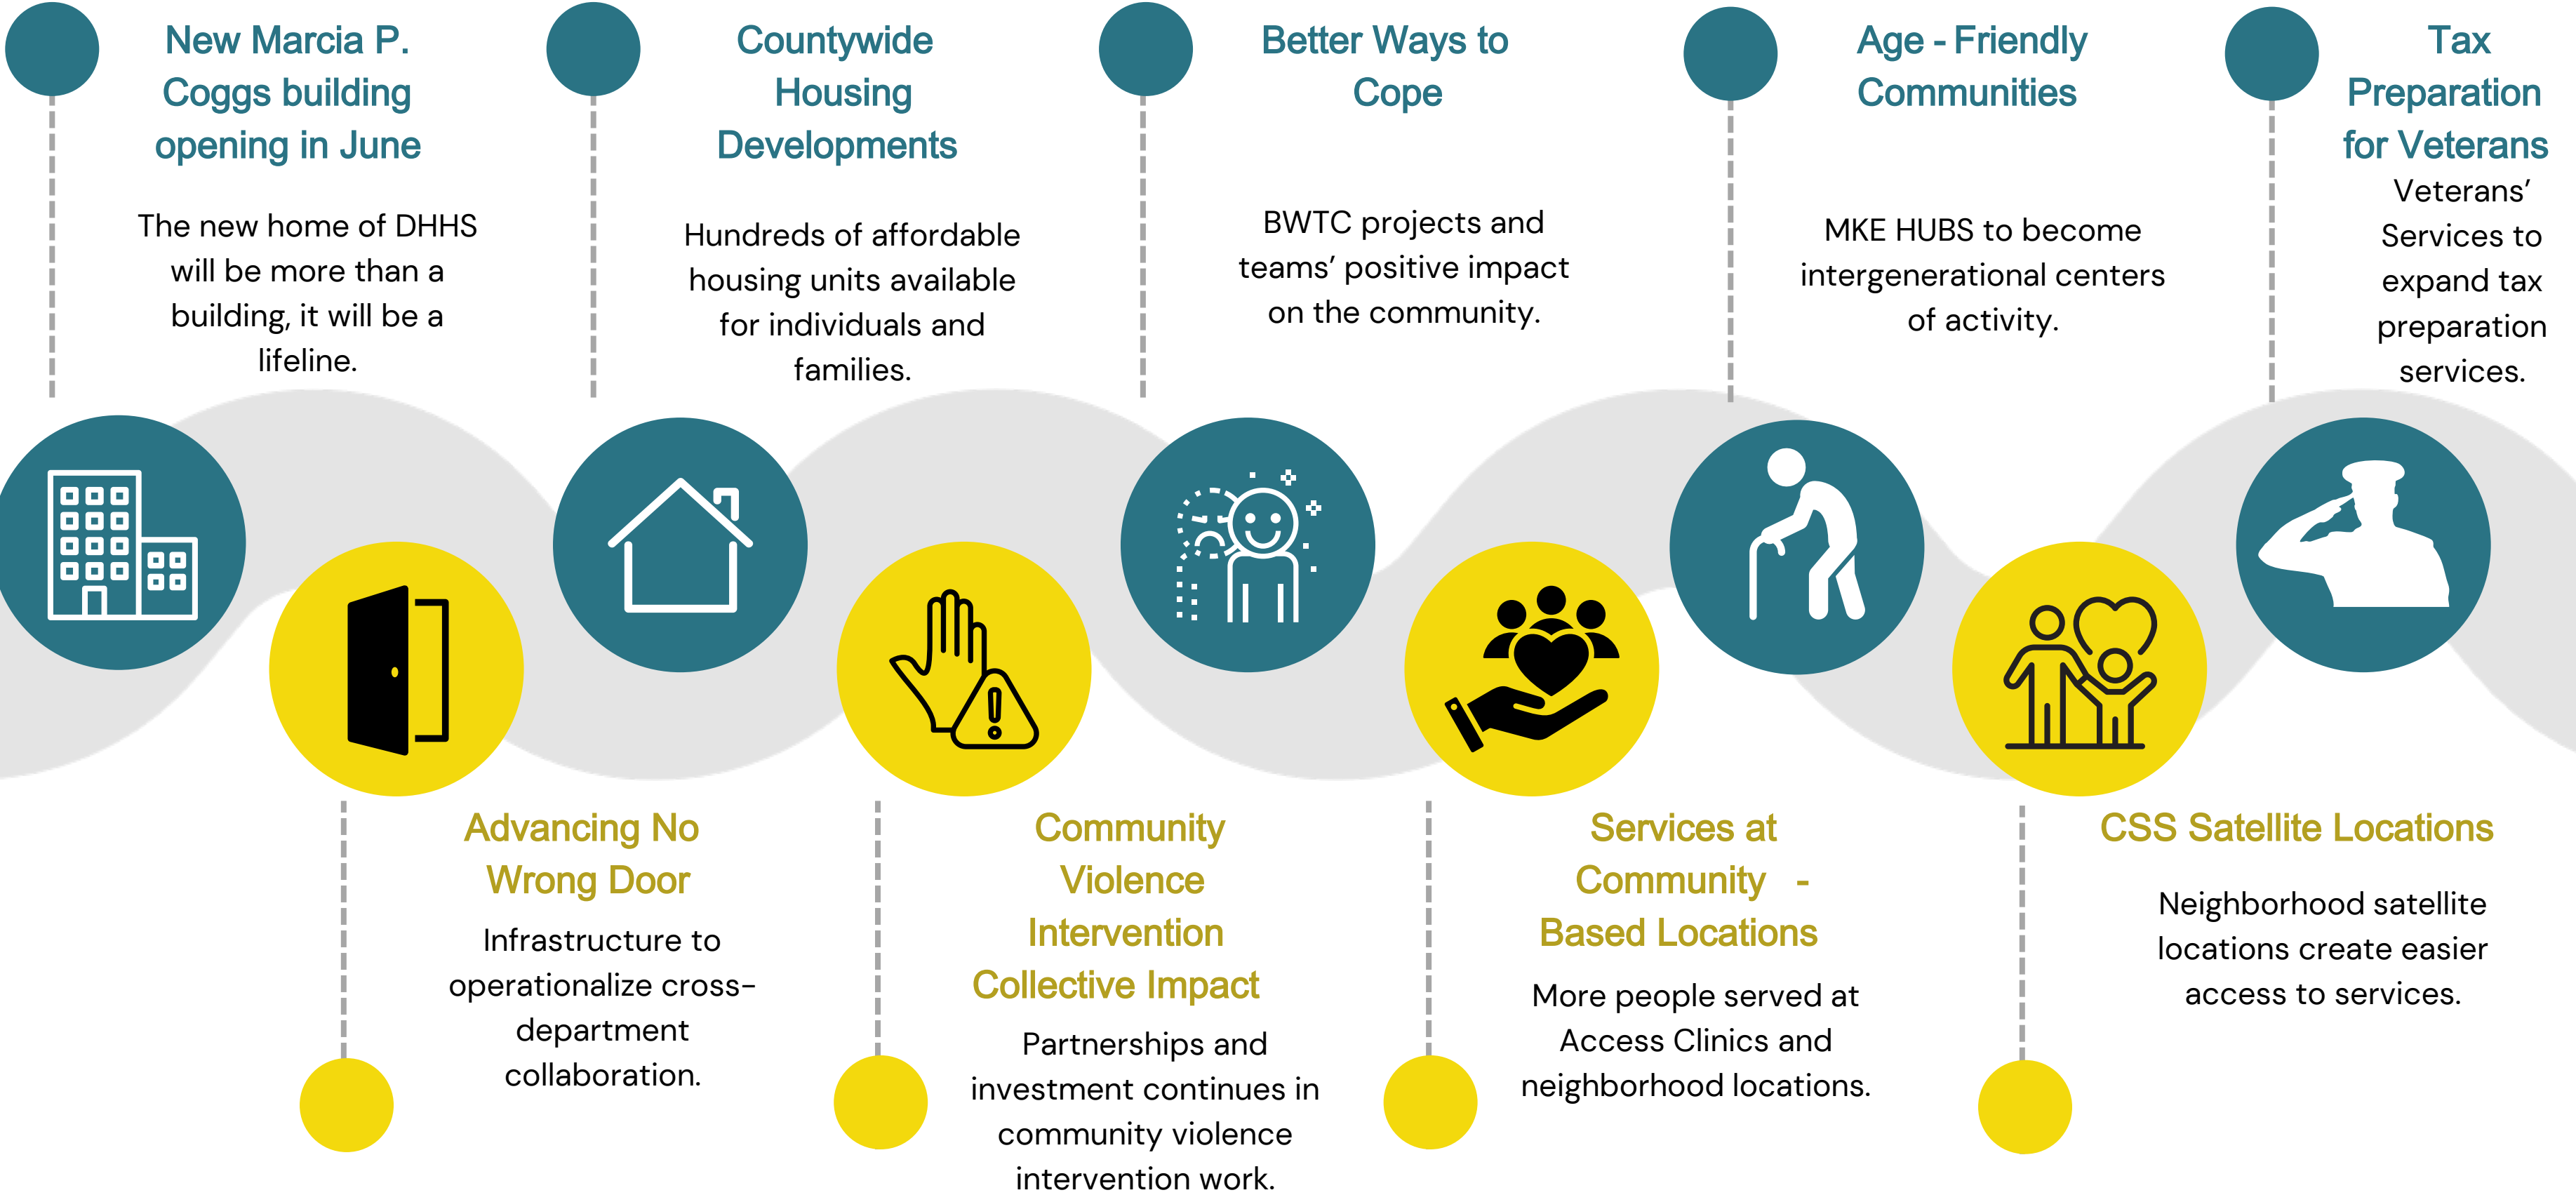 New Marcia P.
Coggs building
opening in June
The new home of DHHS
will be more than a
building, it will be a
lifeline.
Countywide
Housing
Developments
Hundreds of affordable
housing units available
for individuals and
families.
Better Ways to
Cope
BWTC projects and
teams’ positive impact
on the community.
Age - Friendly
Communities
MKE HUBS to become
intergenerational centers
of activity.
Tax
Preparation
for Veterans
Veterans’
Services to
expand tax
preparation
services.
Advancing No
Wrong Door
Infrastructure to
operationalize cross-
department
collaboration.
Community
Violence
Intervention
Collective Impact
Partnerships and
investment continues in
community violence
intervention work.
Services at
Community -
Based Locations
More people served at
Access Clinics and
neighborhood locations.
CSS Satellite Locations
Neighborhood satellite
locations create easier
access to services.